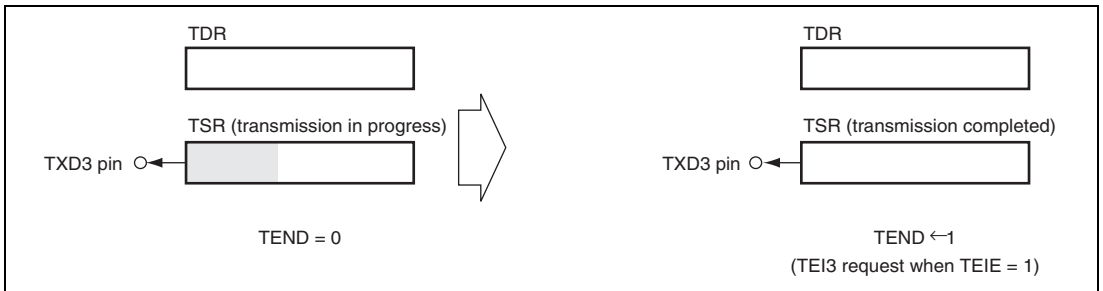 TDR
TSR (transmission in progress)
TXD3 pin
TEND = 0
TDR
TSR (transmission completed)
TXD3 pin
TEND ←1
(TEI3 request when TEIE = 1)